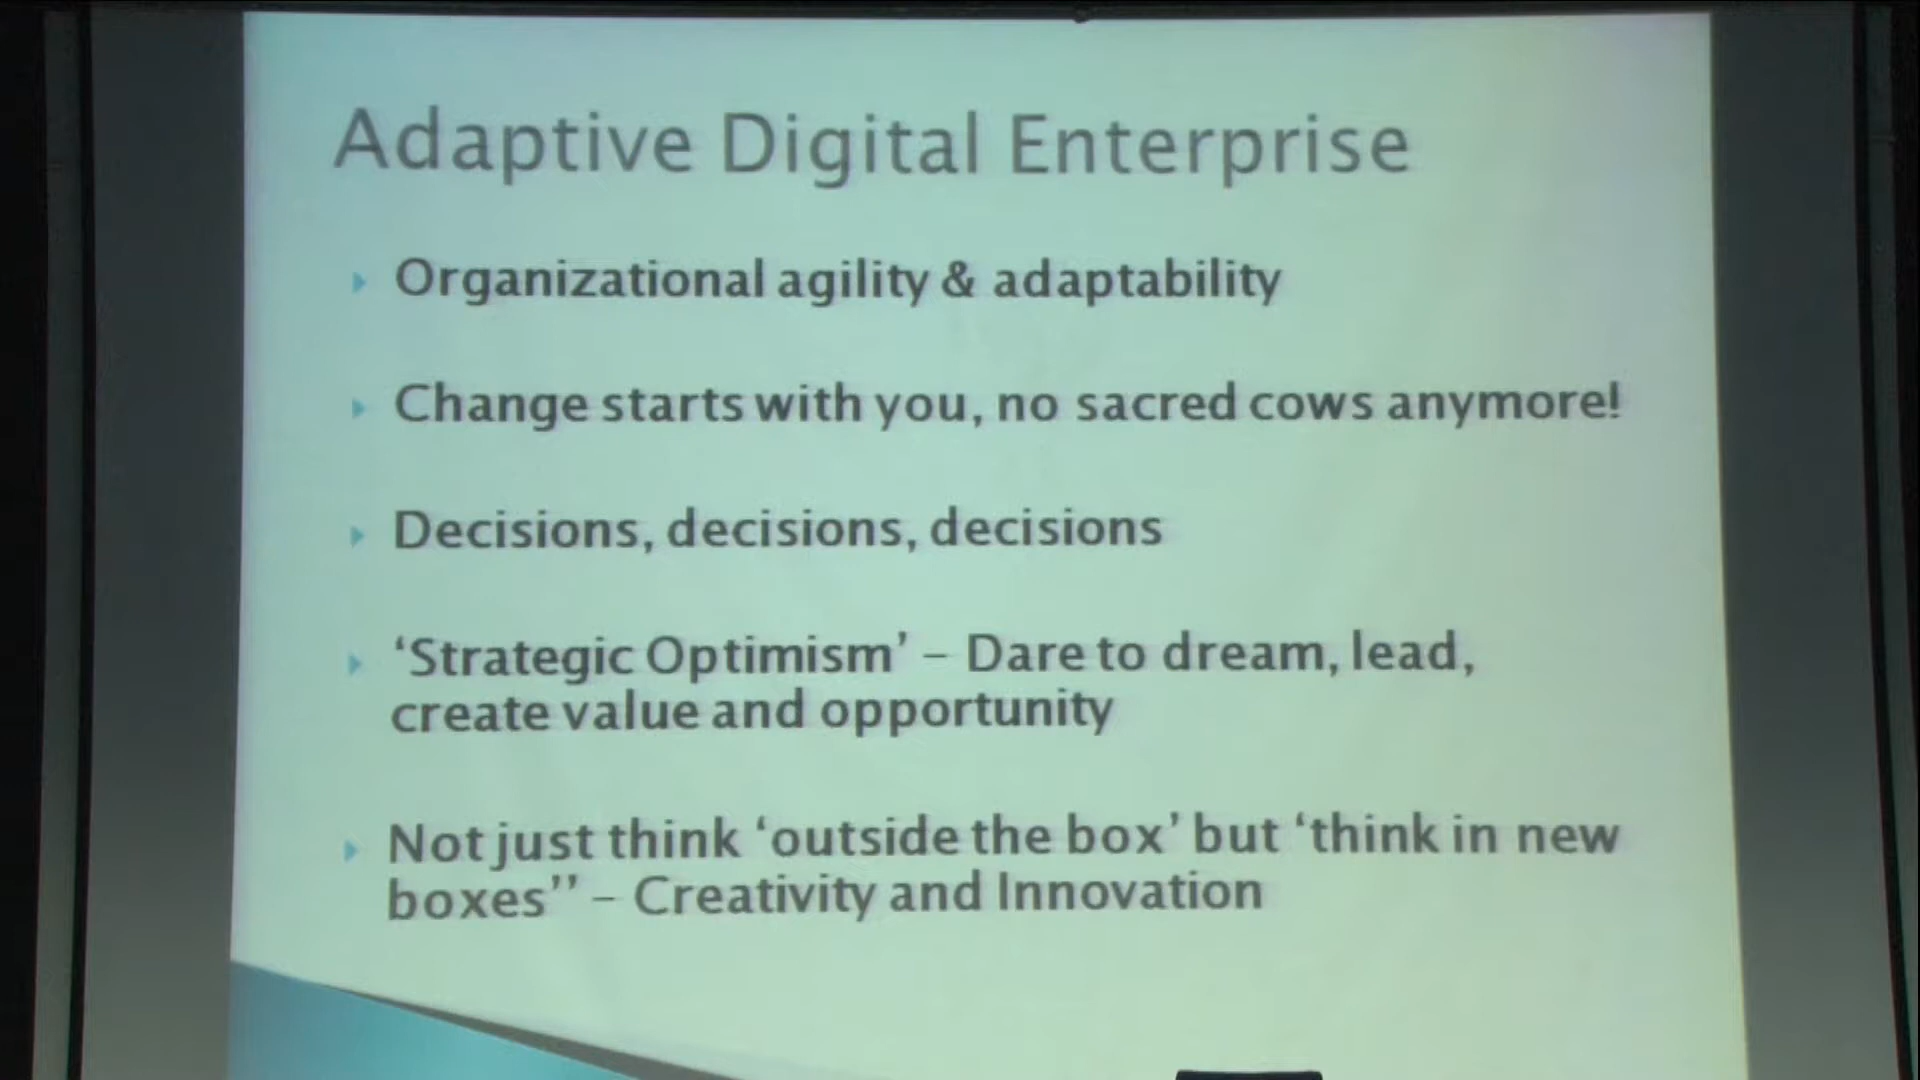 Adaptive Digital Enterprise
Organizational agility & adaptability
Change starts with you, no sacred cows anymore!
Decisions, decisions, decisions
‘Strategic Optimism’ – Dare to dream, lead,
create value and opportunity
Not just think ‘outside the box’ but ‘think in new
boxes’’ – Creativity and Innovation